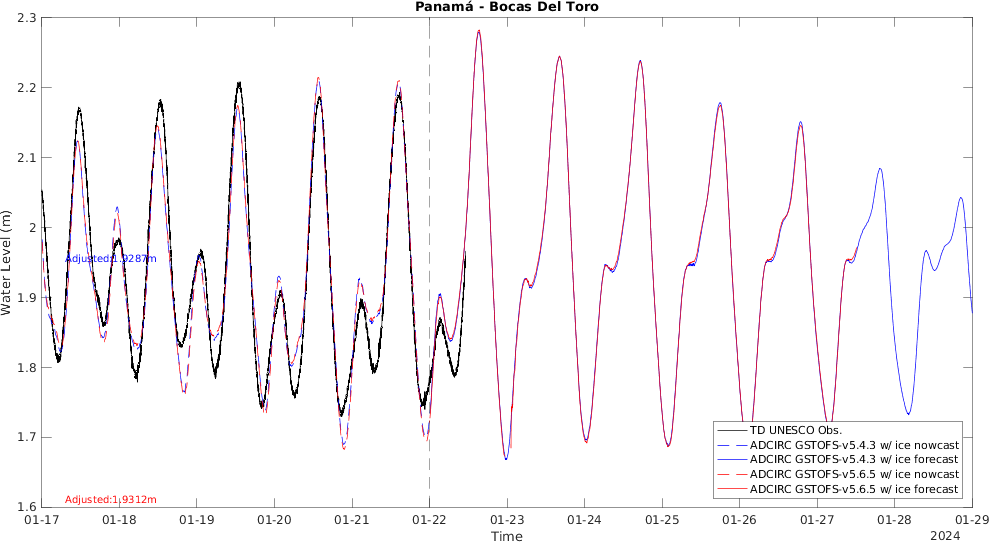 Panamá - Bocas Del Toro
2.3
2.2
2.1
2
1.9
1.8
1.7
1.6
Water Level (m)
Adjusted:1.9287m
Adjusted:1.9312m
TD UNESCO Obs.
ADCIRC GSTOFS-v5.4.3 w/ ice nowcast
ADCIRC GSTOFS-v5.4.3 w/ ice forecast
ADCIRC GSTOFS-v5.6.5 w/ ice nowcast
ADCIRC GSTOFS-v5.6.5 w/ ice forecast
01-17 01-18 01-19 01-20 01-21 01-22 01-23 01-24 01-25 01-26 01-27 01-28 01-29
Time
2024